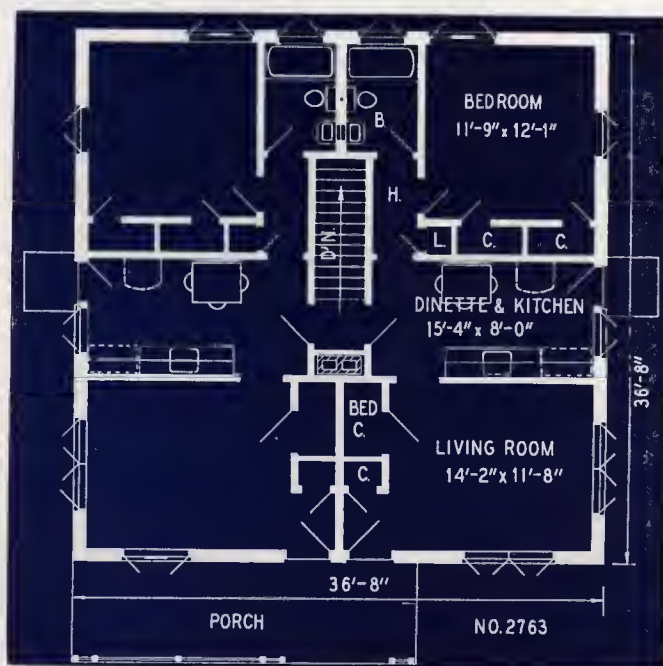 BEDROOM
11'-9" x 12'-1"
B.
H.
D'N.
L.
C.
C.
DINETTE & KITCHEN
15'-4" x 8'-0"
36'-8"
BED
C.
LIVING ROOM
14'-2" x 11'-8"
C.
36'-8"
PORCH
NO. 2763